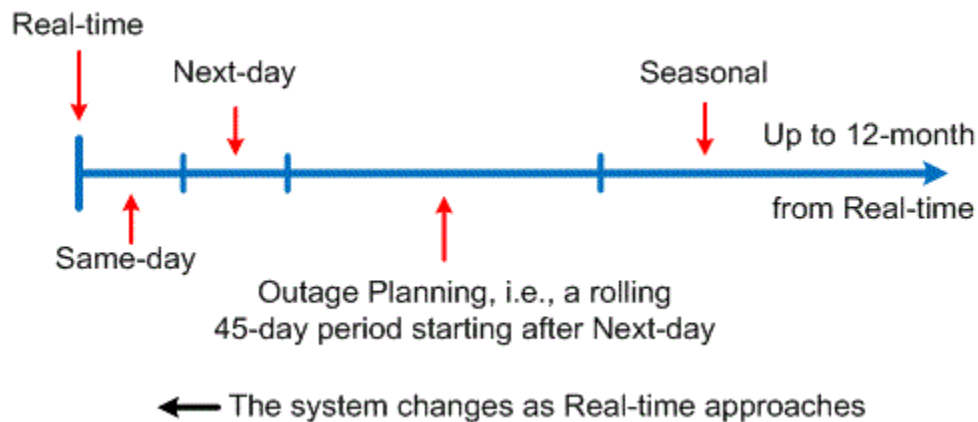 Real-time
Next-day
Seasonal
Up to 12-month
from Real-time
Same-day
Outage Planning, i.e., a rolling
45-day period starting after Next-day
The system changes as Real-time approaches